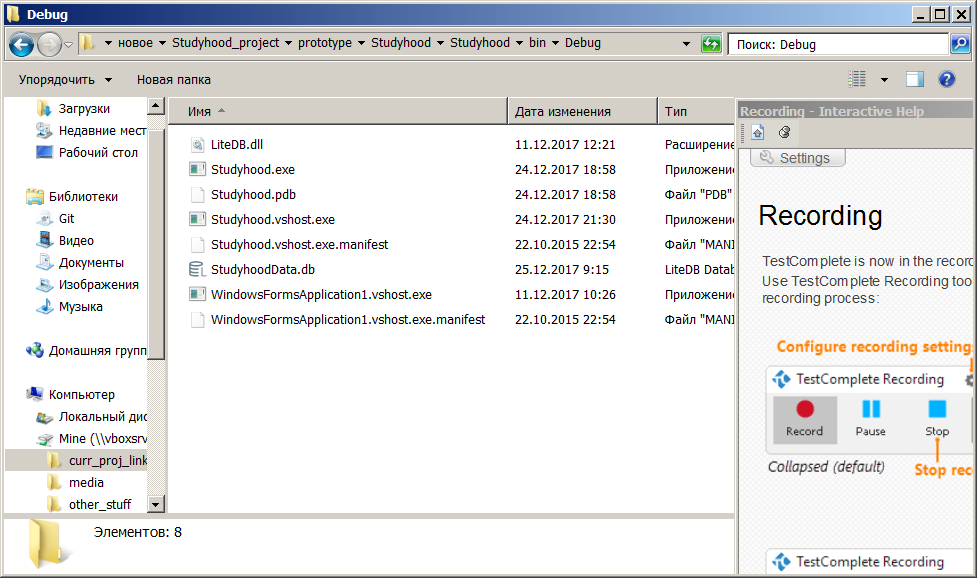 Debug
новое Studyhood_project prototype Studyhood Studyhood bin Debug
Поиск: Debug
Упорядочить Новая папка
Загрузки
Недавние мест
Рабочий стол
Библиотеки
Git
Видео
Документы
Изображения
Музыка
Домашняя групп
Компьютер
Локальный дис
Mine (\\vboxsrv
curr_proj_link
media
other_stuff
Имя Дата изменения Тип
LiteDB.dll 11.12.2017 12:21 Расширение
Studyhood.exe 24.12.2017 18:58 Приложение
Studyhood.pdb 24.12.2017 18:58 Файл "PDB"
Studyhood.vshost.exe 24.12.2017 21:30 Приложение
Studyhood.vshost.exe.manifest 22.10.2015 22:54 Файл "MANI
StudyhoodData.db 25.12.2017 9:15 LiteDB Datab
WindowsFormsApplication1.vshost.exe 11.12.2017 10:26 Приложение
WindowsFormsApplication1.vshost.exe.manifest 22.10.2015 22:54 Файл "MANI
Recording - Interactive Help
Settings
Recording
TestComplete is now in the record
Use TestComplete Recording tool
recording process:
Configure recording setting
TestComplete Recording
Record Pause Stop
Collapsed (default)
Stop rec
TestComplete Recording
Элементов: 8